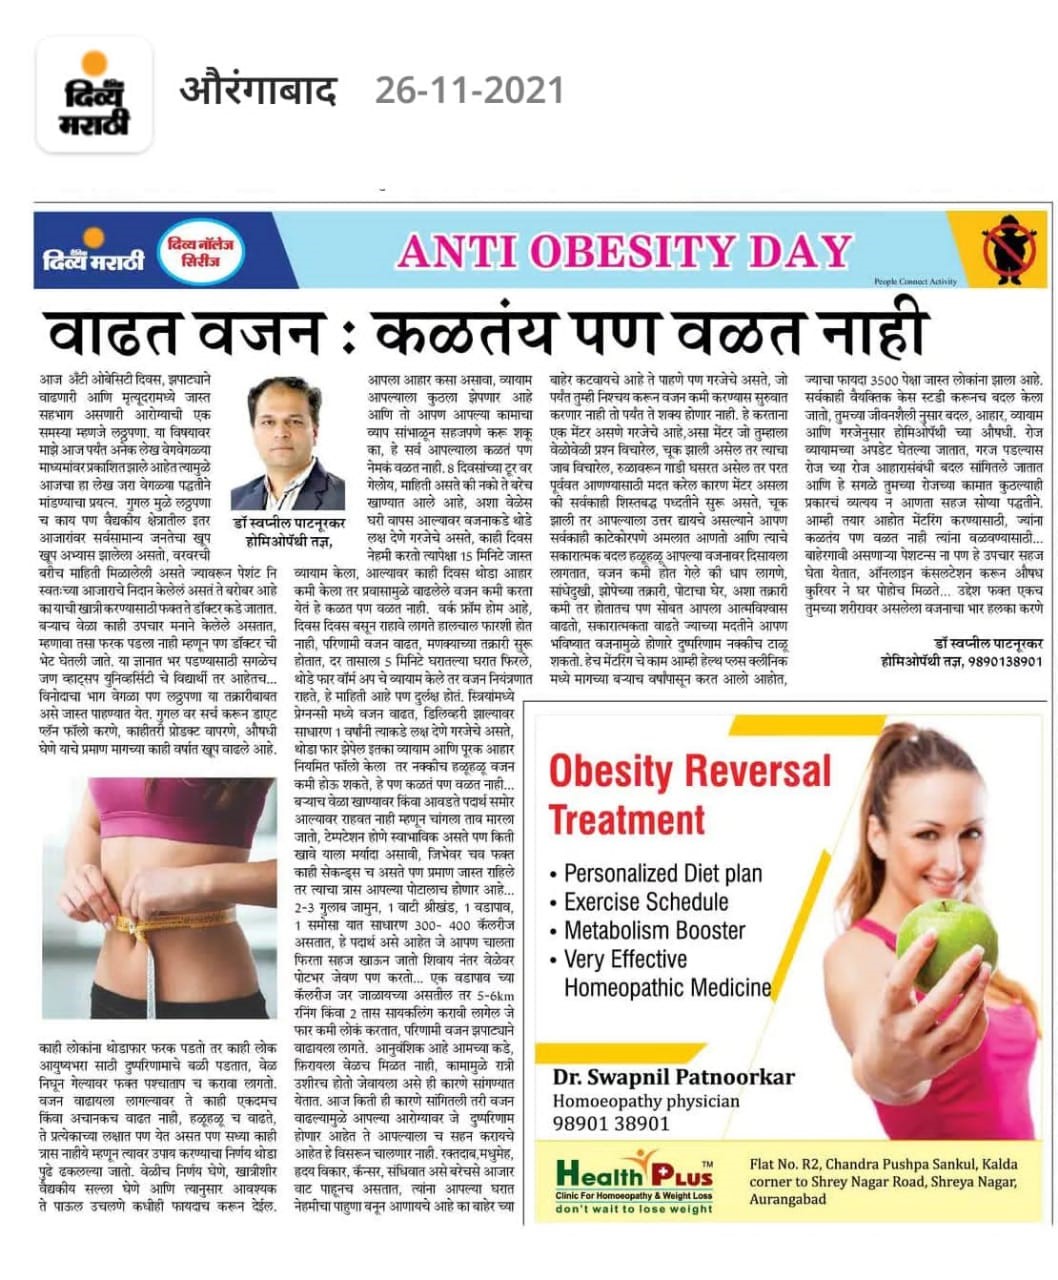 दैनिक
दिव्य
मराठी
औरंगाबाद 26-11-2021
दैनिक
दिव्य मराठी
दिव्य नॉलेज
सिरीज
ANTI OBESITY DAY
People Connect Activity
वाढत वजन : कळतंय पण वळत नाही
आज अँटी ओबेसिटी दिवस, झपाट्याने
वाढणारी आणि मृत्यूदरामध्ये जास्त
सहभाग असणारी आरोग्याची एक
समस्या म्हणजे लठ्ठपणा. या विषयावर
माझे आज पर्यंत अनेक लेख वेगवेगळ्या
माध्यमांवर प्रकाशित झाले आहेत त्यामुळे
आजचा हा लेख जरा वेगळ्या पद्धतीने
मांडण्याचा प्रयत्न. गुगल मुळे लठ्ठपणा
च काय पण वैद्यकीय क्षेत्रातील इतर
आजारांवर सर्वसामान्य जनतेचा खूप
खूप अभ्यास झालेला असतो, वरवरची
बरीच माहिती मिळालेली असते ज्यावरून पेशंट नि
स्वतःच्या आजाराचे निदान केलेलं असतं ते बरोबर आहे
का याची खात्री करण्यासाठी फक्त ते डॉक्टर कडे जातात.
बऱ्याच वेळा काही उपचार मनाने केलेले असतात,
म्हणावा तसा फरक पडला नाही म्हणून पण डॉक्टर ची
भेट घेतली जाते. या ज्ञानात भर पडण्यासाठी सगळेच
जण व्हाट्सप युनिव्हर्सिटी चे विद्यार्थी तर आहेतच...
विनोदाचा भाग वेगळा पण लठ्ठपणा या तक्रारीबाबत
असे जास्त पाहण्यात येत. गुगल वर सर्च करून डाएट
प्लॅन फॉलो करणे, काहीतरी प्रोडक्ट वापरणे, औषधी
घेणे याचे प्रमाण मागच्या काही वर्षात खूप वाढले आहे.
काही लोकांना थोडाफार फरक पडतो तर काही लोक
आयुष्यभरा साठी दुष्परिणामाचे बळी पडतात, वेळ
निघून गेल्यावर फक्त पश्चाताप च करावा लागतो.
वजन वाढायला लागल्यावर ते काही एकदमच
किंवा अचानकच वाढत नाही, हळूहळू च वाढते,
ते प्रत्येकाच्या लक्षात पण येत असत पण सध्या काही
त्रास नाहीये म्हणून त्यावर उपाय करण्याचा निर्णय थोडा
पुढे ढकलल्या जातो. वेळीच निर्णय घेणे, खात्रीशीर
वैद्यकीय सल्ला घेणे आणि त्यानुसार आवश्यक
ते पाऊल उचलणे कधीही फायदाच करून देईल.
डॉ स्वप्नील पाटनूरकर
होमिओपॅथी तज्ञ,
आपला आहार कसा असावा, व्यायाम
आपल्याला कुठला झेपणार आहे
आणि तो आपण आपल्या कामाचा
व्याप सांभाळून सहजपणे करू शकू
का, हे सर्व आपल्याला कळतं पण
नेमकं वळत नाही. 8 दिवसांच्या टूर वर
गेलोय, माहिती असते की नको ते बरेच
खाण्यात आले आहे, अशा वेळेस
घरी वापस आल्यावर वजनाकडे थोडे
लक्ष देणे गरजेचे असते, काही दिवस
नेहमी करतो त्यापेक्षा 15 मिनिटे जास्त
व्यायाम केला, आल्यावर काही दिवस थोडा आहार
कमी केला तर प्रवासामुळे वाढलेले वजन कमी करता
येतं हे कळत पण वळत नाही. वर्क फ्रॉम होम आहे,
दिवस दिवस बसून राहावे लागते हालचाल फारशी होत
नाही, परिणामी वजन वाढत, मणक्याच्या तक्रारी सुरू
होतात, दर तासाला 5 मिनिटे घरातल्या घरात फिरले,
थोडे फार वॉर्म अप चे व्यायाम केले तर वजन नियंत्रणात
राहते, हे माहिती आहे पण दुर्लक्ष होतं. स्त्रियांमध्ये
प्रेग्नन्सी मध्ये वजन वाढत, डिलिव्हरी झाल्यावर
साधारण 1 वर्षांनी त्याकडे लक्ष देणे गरजेचे असते,
थोडा फार झेपेल इतका व्यायाम आणि पूरक आहार
नियमित फॉलो केला तर नक्कीच हळूहळू वजन
कमी होऊ शकते, हे पण कळतं पण वळत नाही...
बऱ्याच वेळा खाण्यावर किंवा आवडते पदार्थ समोर
आल्यावर राहवत नाही म्हणून चांगला ताव मारला
जातो, टेम्पटेशन होणे स्वाभाविक असते पण किती
खावे याला मर्यादा असावी, जिभेवर चव फक्त
काही सेकन्ड्स च असते पण प्रमाण जास्त राहिले
तर त्याचा त्रास आपल्या पोटालाच होणार आहे...
2-3 गुलाब जामुन, 1 वाटी श्रीखंड, 1 वडापाव,
1 समोसा यात साधारण 300- 400 कॅलरीज
असतात, हे पदार्थ असे आहेत जे आपण चालता
फिरता सहज खाऊन जातो शिवाय नंतर वेळेवर
पोटभर जेवण पण करतो... एक वडापाव च्या
कॅलरीज जर जाळायच्या असतील तर 5-6km
रनिंग किंवा 2 तास सायकलिंग करावी लागेल जे
फार कमी लोकं करतात, परिणामी वजन झपाट्याने
वाढायला लागते. आनुवंशिक आहे आमच्या कडे,
फ़िरायला वेळच मिळत नाही, कामामुळे रात्री
उशीरच होतो जेवायला असे ही कारणे सांगण्यात
येतात. आज किती ही कारणे सांगितली तरी वजन
वाढल्यामुळे आपल्या आरोग्यावर जे दुष्परिणाम
होणार आहेत ते आपल्याला च सहन करायचे
आहेत हे विसरून चालणार नाही. रक्तदाब,मधुमेह,
हृदय विकार, कॅन्सर, संधिवात असे बरेचसे आजार
वाट पाहूनच असतात, त्यांना आपल्या घरात
नेहमीचा पाहुणा बनून आणायचे आहे का बाहेर च्या
बाहेर कटवायचे आहे ते पाहणे पण गरजेचे असते, जो
पर्यंत तुम्ही निश्चय करून वजन कमी करण्यास सुरुवात
करणार नाही तो पर्यंत ते शक्य होणार नाही. हे करताना
एक मेंटर असणे गरजेचे आहे,असा मेंटर जो तुम्हाला
वेळोवेळी प्रश्न विचारेल, चूक झाली असेल तर त्याचा
जाब विचारेल, रुळावरून गाडी घसरत असेल तर परत
पूर्ववत आणण्यासाठी मदत करेल कारण मेंटर असला
की सर्वकाही शिस्तबद्ध पध्दतीने सुरू असते, चूक
झाली तर आपल्याला उत्तर द्यायचे असल्याने आपण
सर्वकाही काटेकोरपणे अमलात आणतो आणि त्याचे
सकारात्मक बदल हळूहळू आपल्या वजनावर दिसायला
लागतात, वजन कमी होत गेले की धाप लागणे,
सांधेदुखी, झोपेच्या तक्रारी, पोटाचा घेर, अशा तक्रारी
कमी तर होतातच पण सोबत आपला आत्मविश्वास
वाढतो, सकारात्मकता वाढते ज्याच्या मदतीने आपण
भविष्यात वजनामुळे होणारे दुष्परिणाम नक्कीच टाळू
शकतो. हेच मेंटरिंग चे काम आम्ही हेल्थ प्लस क्लीनिक
मध्ये मागच्या बऱ्याच वर्षांपासून करत आलो आहोत,
ज्याचा फायदा 3500 पेक्षा जास्त लोकांना झाला आहे.
सर्वकाही वैयक्तिक केस स्टडी करूनच बदल केला
जातो, तुमच्या जीवनशैली नुसार बदल, आहार, व्यायाम
आणि गरजेनुसार होमिओपॅथी च्या औषधी. रोज
व्यायामच्या अपडेट घेतल्या जातात, गरज पडल्यास
रोज च्या रोज आहारासंबंधी बदल सांगितले जातात
आणि हे सगळे तुमच्या रोजच्या कामात कुठल्याही
प्रकारचं व्यत्यय न आणता सहज सोप्या पद्धतीने.
आम्ही तयार आहोत मेंटरिंग करण्यासाठी, ज्यांना
कळतंय पण वळत नाही त्यांना वळवण्यासाठी...
बाहेरगावी असणाऱ्या पेशन्टस ना पण हे उपचार सहज
घेता येतात, ऑनलाइन कंसलटेशन करून औषध
कुरियर ने घर पोहोच मिळते... उद्देश फक्त एकच
तुमच्या शरीरावर असलेला वजनाचा भार हलका करणे
डॉ स्वप्नील पाटनूरकर
होमिओपॅथी तज्ञ, 9890138901
Obesity Reversal
Treatment
• Personalized Diet plan
• Exercise Schedule
• Metabolism Booster
• Very Effective
Homeopathic Medicine
Dr. Swapnil Patnoorkar
Homoeopathy physician
98901 38901
Health Plus ™
Clinic For Homoeopathy & Weight Loss
don't wait to lose weight
Flat No. R2, Chandra Pushpa Sankul, Kalda
corner to Shrey Nagar Road, Shreya Nagar,
Aurangabad